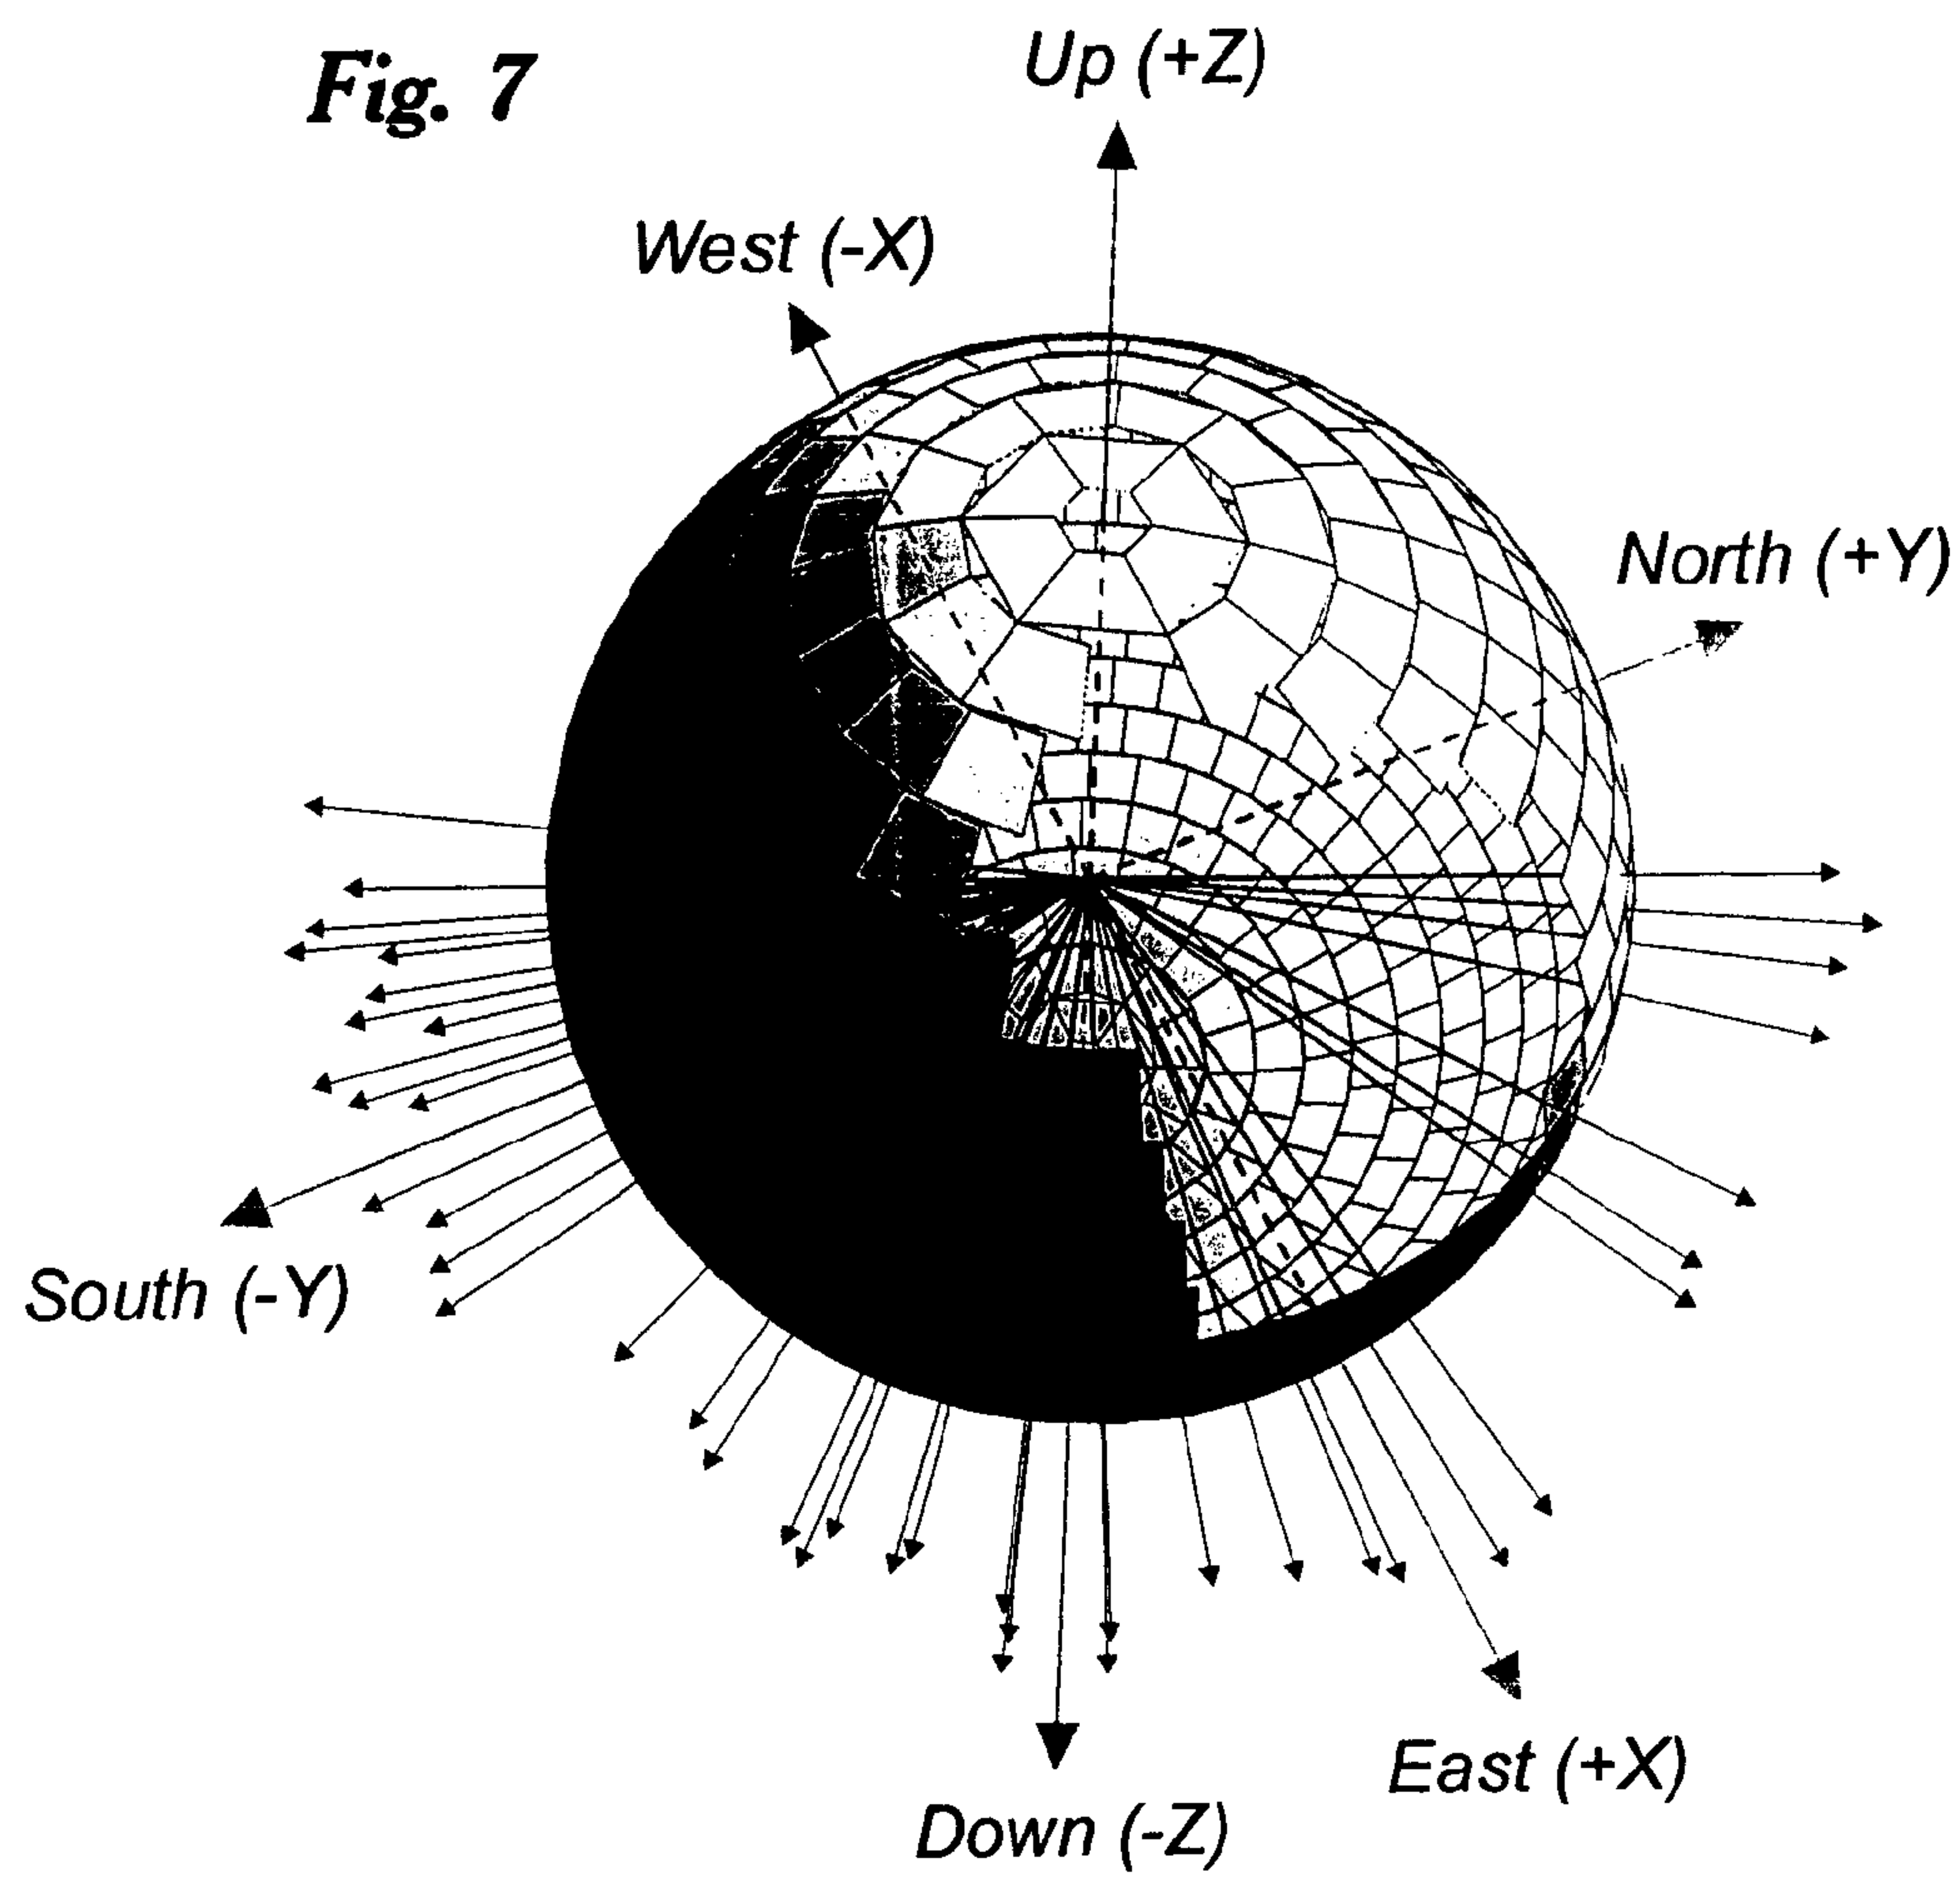 Fig. 7
Up (+Z)
West (-X)
North (+Y)
South (-Y)
East (+X)
Down (-Z)